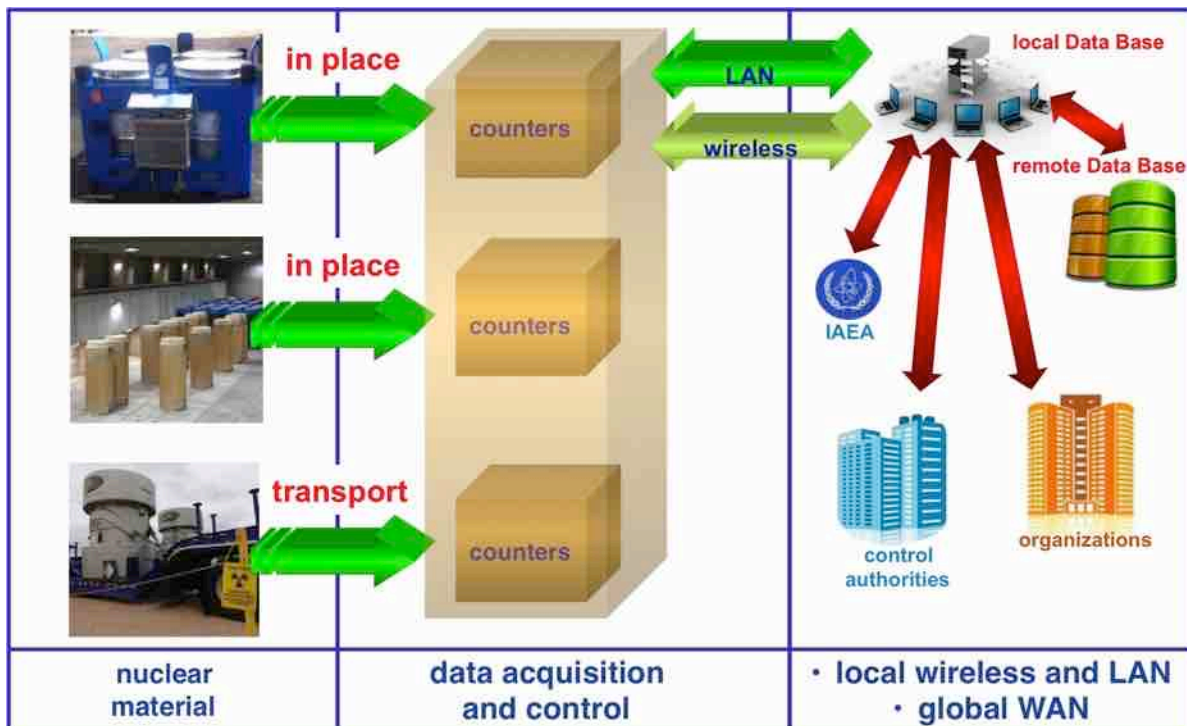 in place
counters
LAN
wireless
local Data Base
remote Data Base
in place
counters
IAEA
transport
counters
control
authorities
organizations
nuclear
material
data acquisition
and control
• local wireless and LAN
• global WAN